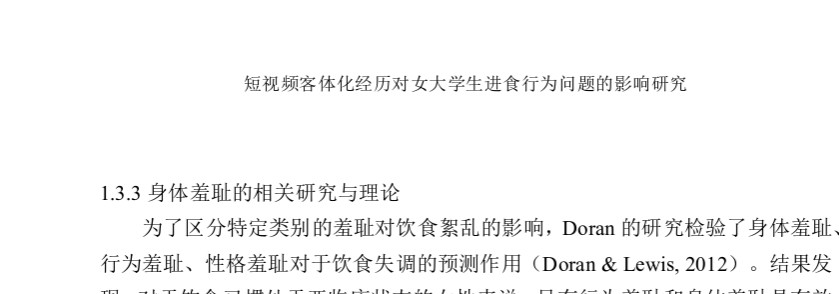 短视频客体化经历对女大学生进食行为问题的影响研究
1.3.3 身体羞耻的相关研究与理论
为了区分特定类别的羞耻对饮食絮乱的影响，Doran 的研究检验了身体羞耻、
行为羞耻、性格羞耻对于饮食失调的预测作用（Doran & Lewis, 2012）。结果发